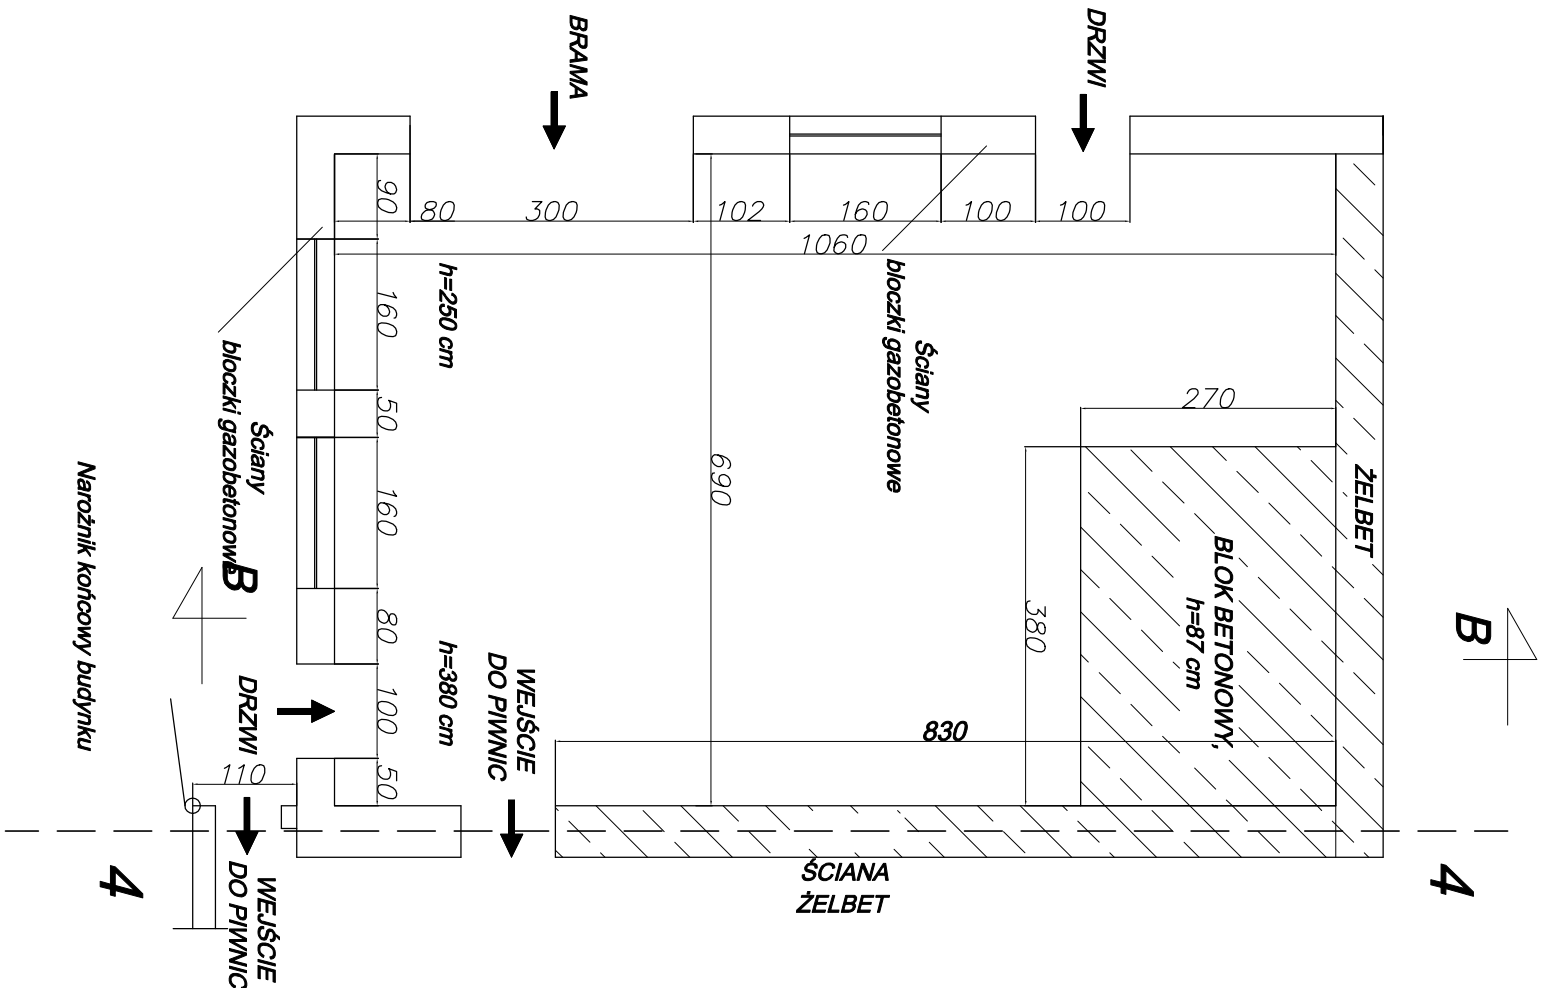 BRAMA
DRZWI
90
80
300
102
160
100
100
1060
160
h=250 cm
Ściany
bloczki gazobetonowe
Ściany
bloczki gazobetonowe
50
270
690
ŻELBET
Narożnik końcowy budynku
160
BLOK BETONOWY,
h=87 cm
B
B
380
80
h=380 cm
WEJŚCIE
DO PIWNIC
DRZWI
100
830
110
50
4
WEJŚCIE
DO PIWNIC
ŚCIANA
ŻELBET
4